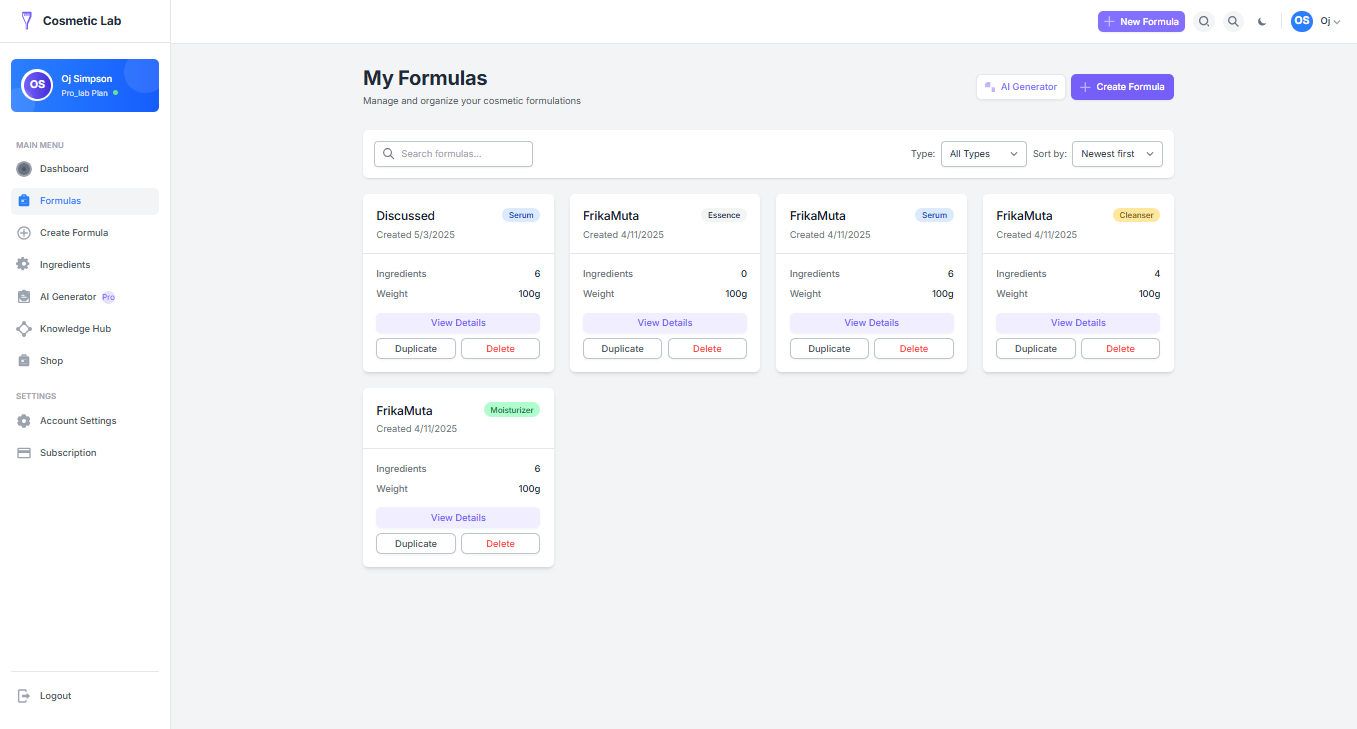 Cosmetic Lab
New Formula
OS
Oj
OS
Oj Simpson
Pro_lab Plan
MAIN MENU
Dashboard
Formulas
Create Formula
Ingredients
AI Generator Pro
Knowledge Hub
Shop
SETTINGS
Account Settings
Subscription
Logout
My Formulas
Manage and organize your cosmetic formulations
AI Generator
Create Formula
Search formulas...
Type: All Types Sort by: Newest first
Discussed Serum
Created 5/3/2025
Ingredients 6
Weight 100g
View Details
Duplicate Delete
FrikaMuta Essence
Created 4/11/2025
Ingredients 0
Weight 100g
View Details
Duplicate Delete
FrikaMuta Serum
Created 4/11/2025
Ingredients 6
Weight 100g
View Details
Duplicate Delete
FrikaMuta Cleanser
Created 4/11/2025
Ingredients 4
Weight 100g
View Details
Duplicate Delete
FrikaMuta Moisturizer
Created 4/11/2025
Ingredients 6
Weight 100g
View Details
Duplicate Delete